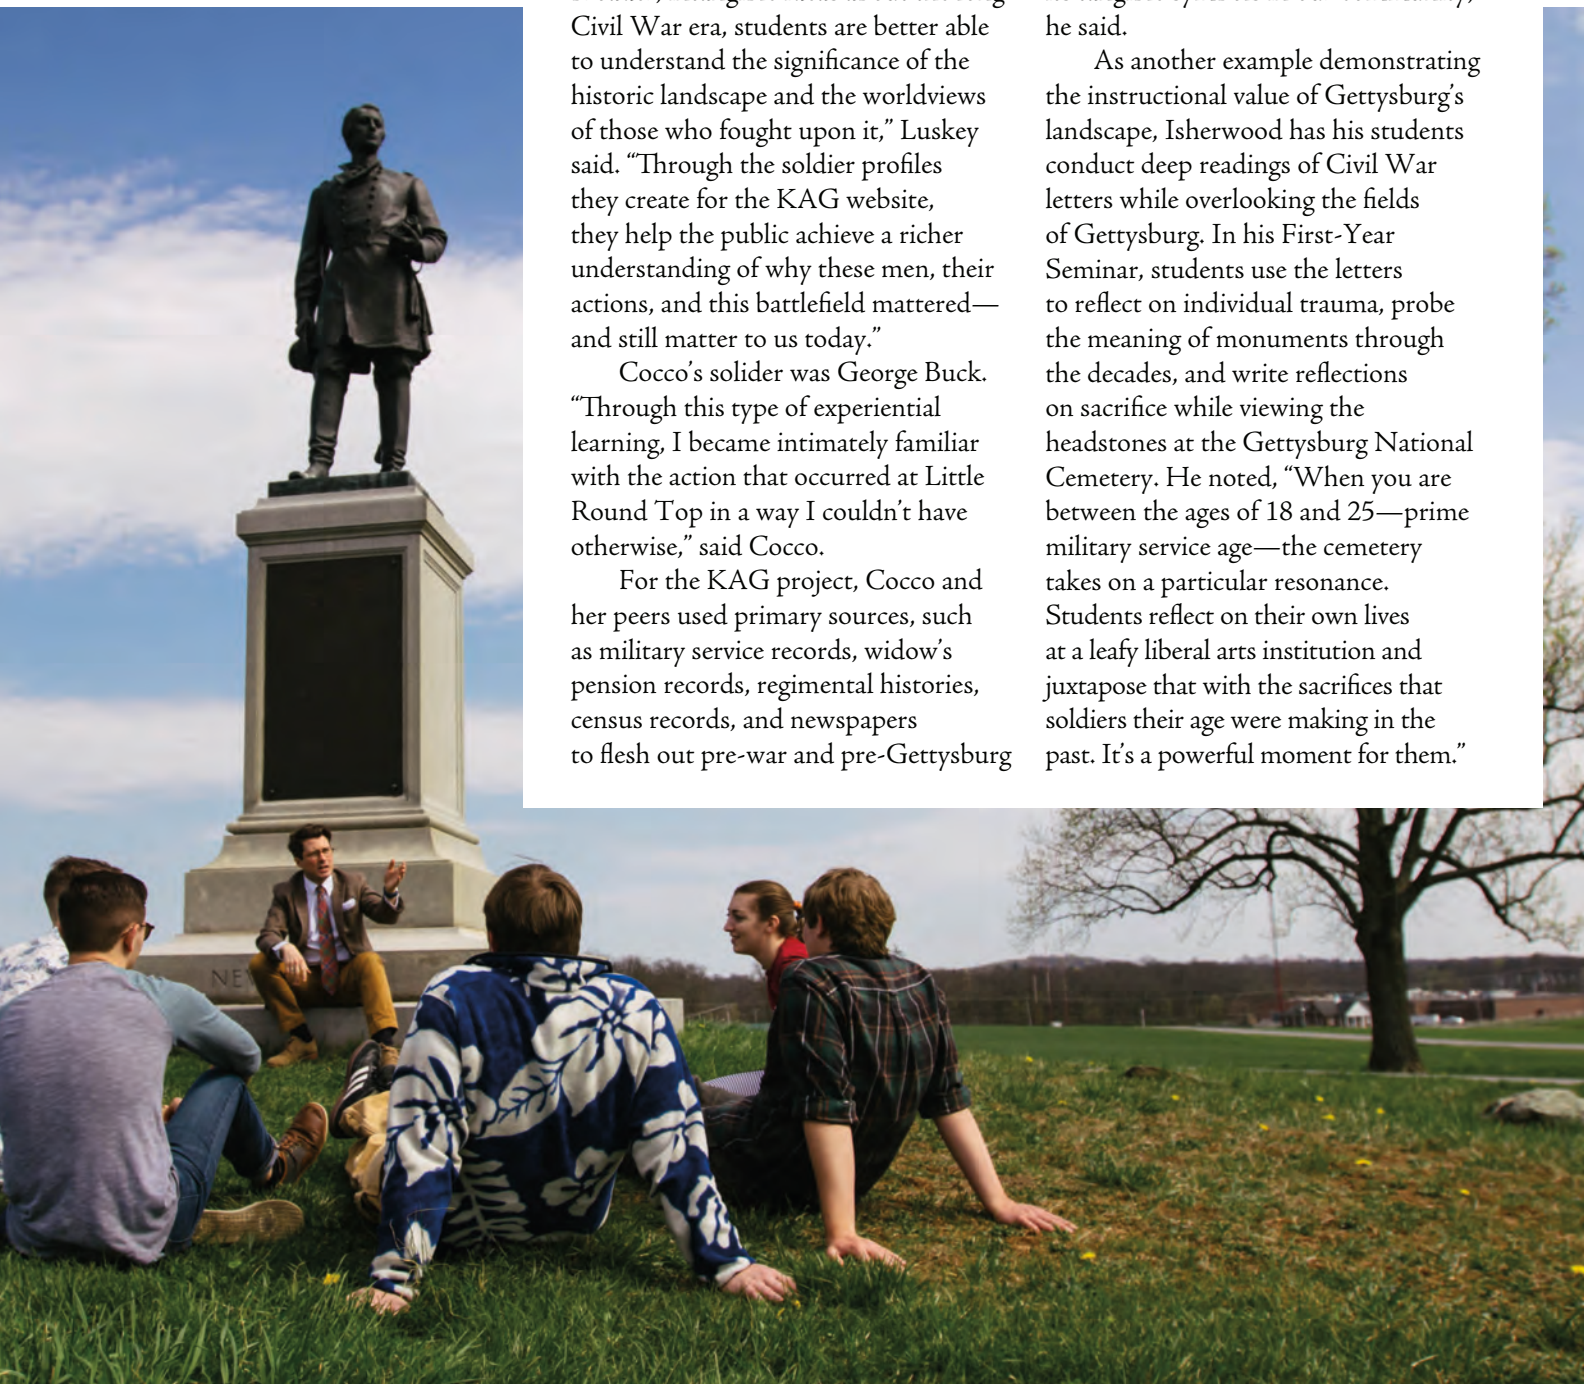 Civil War era, students are better able
to understand the significance of the
historic landscape and the worldviews
of those who fought upon it,” Luskey
said. “Through the soldier profiles
they create for the KAG website,
they help the public achieve a richer
understanding of why these men, their
actions, and this battlefield mattered—
and still matter to us today.”
Cocco’s solider was George Buck.
“Through this type of experiential
learning, I became intimately familiar
with the action that occurred at Little
Round Top in a way I couldn’t have
otherwise,” said Cocco.
For the KAG project, Cocco and
her peers used primary sources, such
as military service records, widow’s
pension records, regimental histories,
census records, and newspapers
to flesh out pre-war and pre-Gettysburg
he said.
As another example demonstrating
the instructional value of Gettysburg’s
landscape, Isherwood has his students
conduct deep readings of Civil War
letters while overlooking the fields
of Gettysburg. In his First-Year
Seminar, students use the letters
to reflect on individual trauma, probe
the meaning of monuments through
the decades, and write reflections
on sacrifice while viewing the
headstones at the Gettysburg National
Cemetery. He noted, “When you are
between the ages of 18 and 25—prime
military service age—the cemetery
takes on a particular resonance.
Students reflect on their own lives
at a leafy liberal arts institution and
juxtapose that with the sacrifices that
soldiers their age were making in the
past. It’s a powerful moment for them.”
NE